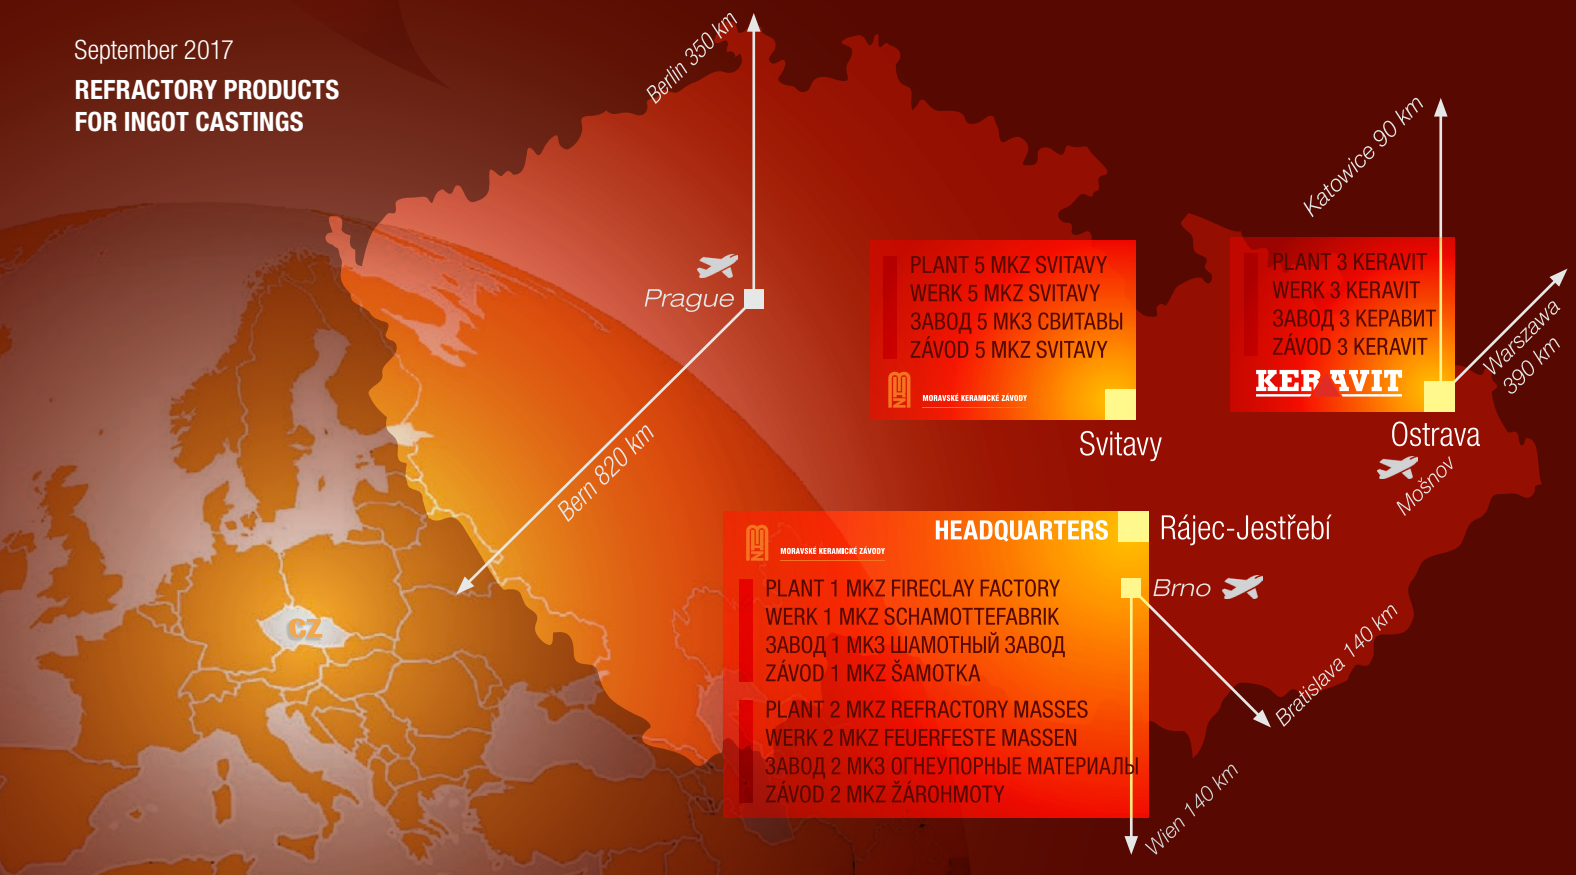 September 2017
REFRACTORY PRODUCTS
FOR INGOT CASTINGS
Berlin 350 km
Prague
Bern 820 km
CZ
PLANT 5 MKZ SVITAVY
WERK 5 MKZ SVITAVY
ЗАВОД 5 МКЗ СВИТАВЫ
ZÁVOD 5 MKZ SVITAVY
MORAVSKÉ KERAMICKÉ ZÁVODY
Svitavy
Katowice 90 km
PLANT 3 KERAVIT
WERK 3 KERAVIT
ЗАВОД 3 КЕРАВИТ
ZÁVOD 3 KERAVIT
KERAVIT
Warszawa
390 km
Ostrava
Mošnov
HEADQUARTERS
Rájec-Jestřebí
MORAVSKÉ KERAMICKÉ ZÁVODY
PLANT 1 MKZ FIRECLAY FACTORY
WERK 1 MKZ SCHAMOTTEFABRIK
ЗАВОД 1 МКЗ ШАМОТНЫЙ ЗАВОД
ZÁVOD 1 MKZ ŠAMOTKA
PLANT 2 MKZ REFRACTORY MASSES
WERK 2 MKZ FEUERFESTE MASSEN
ЗАВОД 2 МКЗ ОГНЕУПОРНЫЕ МАТЕРИАЛЫ
ZÁVOD 2 MKZ ŽÁROHMOTY
Brno
Bratislava 140 km
Wien 140 km